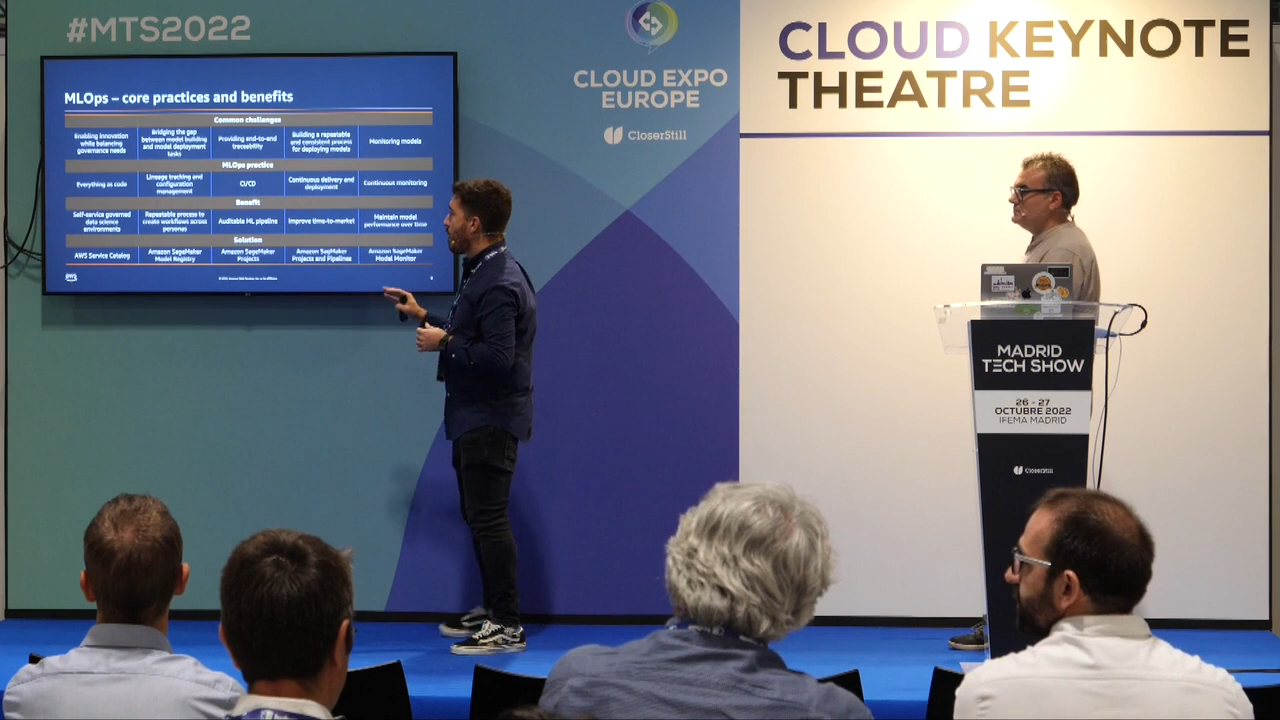 #MTS2022
MLOps – core practices and benefits
Common challenges
Enabling innovation
while balancing
governance needs
Bridging the gap
between model building
and model deployment
tasks
Providing end-to-end
traceability
Building a repeatable
and consistent process
for deploying models
Monitoring models
MLOps practice
Everything as code
Lineage tracking and
configuration
management
CI/CD
Continuous delivery and
deployment
Continuous monitoring
Benefit
Self-service governed
data science
environments
Repeatable process to
create workflows across
personas
Auditable ML pipeline
Improve time-to-market
Maintain model
performance over time
Solution
AWS Service Catalog
Amazon SageMaker
Model Registry
Amazon SageMaker
Projects
Amazon SagMaker
Projects and Pipelines
Amazon SageMaker
Model Monitor
aws
CLOUD EXPO
EUROPE
CloserStill
CLOUD KEYNOTE
THEATRE
MADRID
TECH SHOW
26 - 27
OCTUBRE 2022
IFEMA MADRID
CloserStill